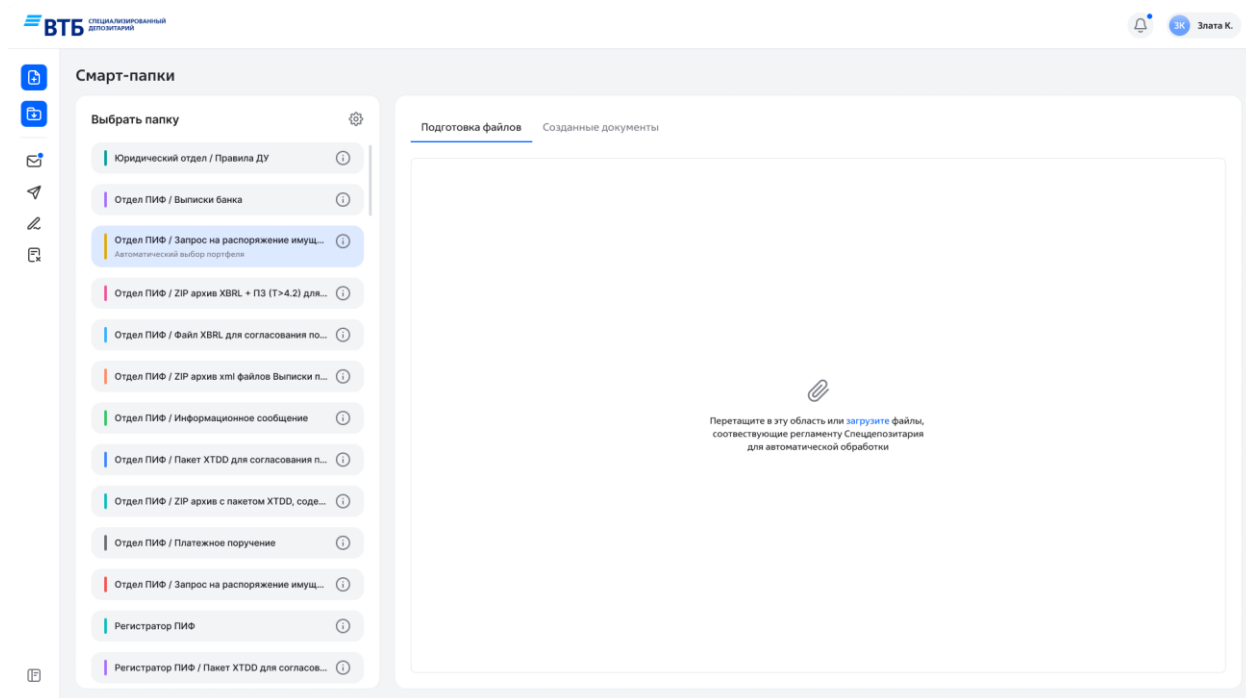 ВТБ СПЕЦИАЛИЗИРОВАННЫЙ
ДЕПОЗИТАРИЙ
ЗК Злата К.
Смарт-папки
Выбрать папку
Юридический отдел / Правила ДУ
Отдел ПИФ / Выписки банка
Отдел ПИФ / Запрос на распоряжение имущ...
Автоматический выбор портфеля
Отдел ПИФ / ZIP архив XBRL + ПЗ (T>4.2) для...
Отдел ПИФ / Файл XBRL для согласования по...
Отдел ПИФ / ZIP архив xml файлов Выписки п...
Отдел ПИФ / Информационное сообщение
Отдел ПИФ / Пакет XTDD для согласования п...
Отдел ПИФ / ZIP архив с пакетом XTDD, соде...
Отдел ПИФ / Платежное поручение
Отдел ПИФ / Запрос на распоряжение имущ...
Регистратор ПИФ
Регистратор ПИФ / Пакет XTDD для согласов...
Подготовка файлов Созданные документы
Перетащите в эту область или загрузите файлы,
соотвествующие регламенту Спецдепозитария
для автоматической обработки